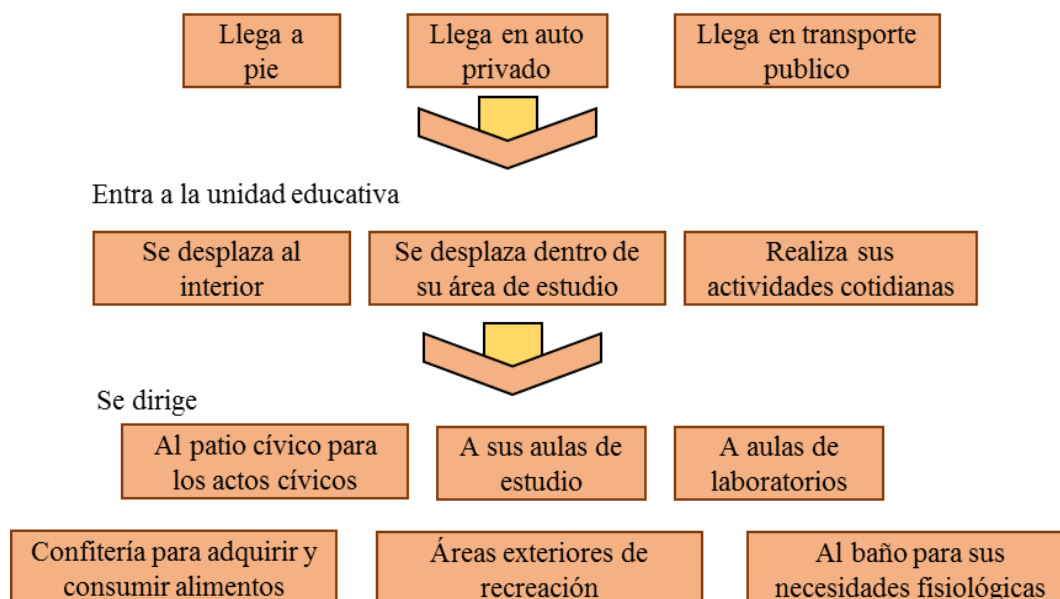 Llega a
pie
Llega en auto
privado
Llega en transporte
publico
Entra a la unidad educativa
Se desplaza al
interior
Se desplaza dentro de
su área de estudio
Realiza sus
actividades cotidianas
Se dirige
Al patio cívico para
los actos cívicos
A sus aulas de
estudio
A aulas de
laboratorios
Confitería para adquirir y
consumir alimentos
Áreas exteriores de
recreación
Al baño para sus
necesidades fisiológicas